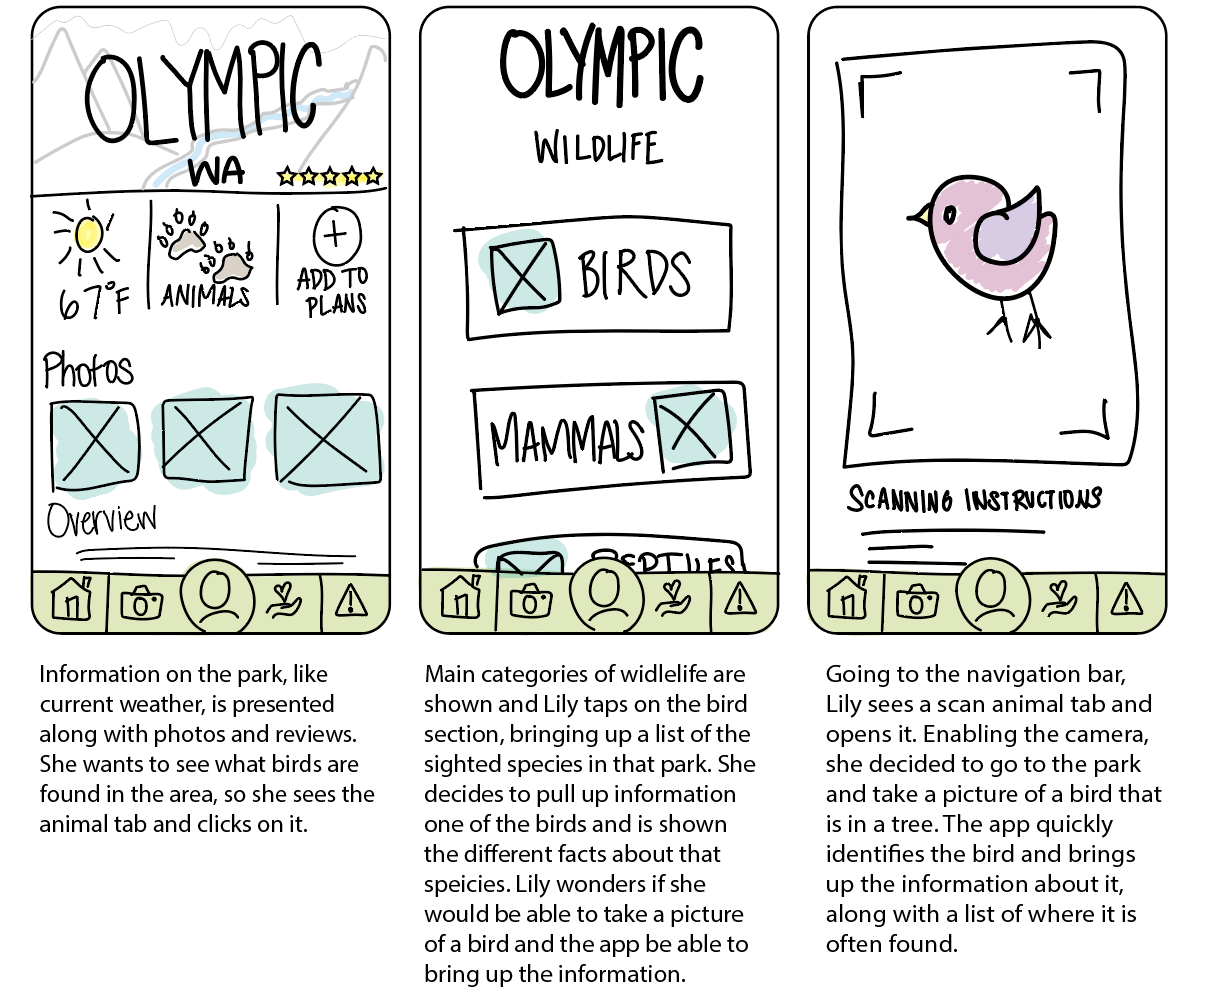 OLYMPIC
WA
67°F
ANIMALS
ADD TO
PLANS
Photos
Overview
OLYMPIC
WILDLIFE
BIRDS
MAMMALS
REPTILES
SCANNING INSTRUCTIONS
Information on the park, like
current weather, is presented
along with photos and reviews.
She wants to see what birds are
found in the area, so she sees the
animal tab and clicks on it.
Main categories of widlelife are
shown and Lily taps on the bird
section, bringing up a list of the
sighted species in that park. She
decides to pull up information
one of the birds and is shown
the different facts about that
speicies. Lily wonders if she
would be able to take a picture
of a bird and the app be able to
bring up the information.
Going to the navigation bar,
Lily sees a scan animal tab and
opens it. Enabling the camera,
she decided to go to the park
and take a picture of a bird that
is in a tree. The app quickly
identifies the bird and brings
up the information about it,
along with a list of where it is
often found.